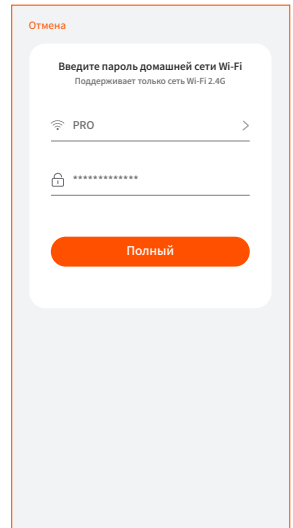 Отмена
Введите пароль домашней сети Wi-Fi
Поддерживает только сеть Wi-Fi 2.4G
PRO
*************
Полный